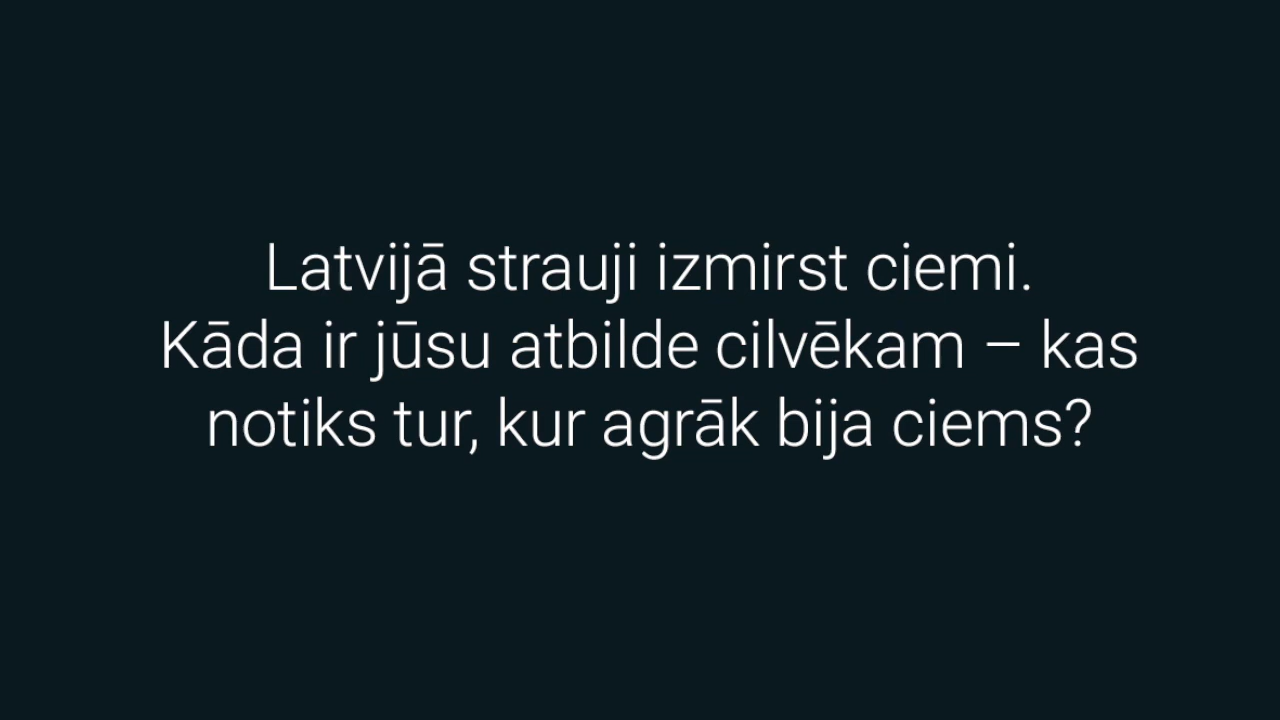 Latvijā strauji izmirst ciemi.
Kāda ir jūsu atbilde cilvēkam – kas
notiks tur, kur agrāk bija ciems?